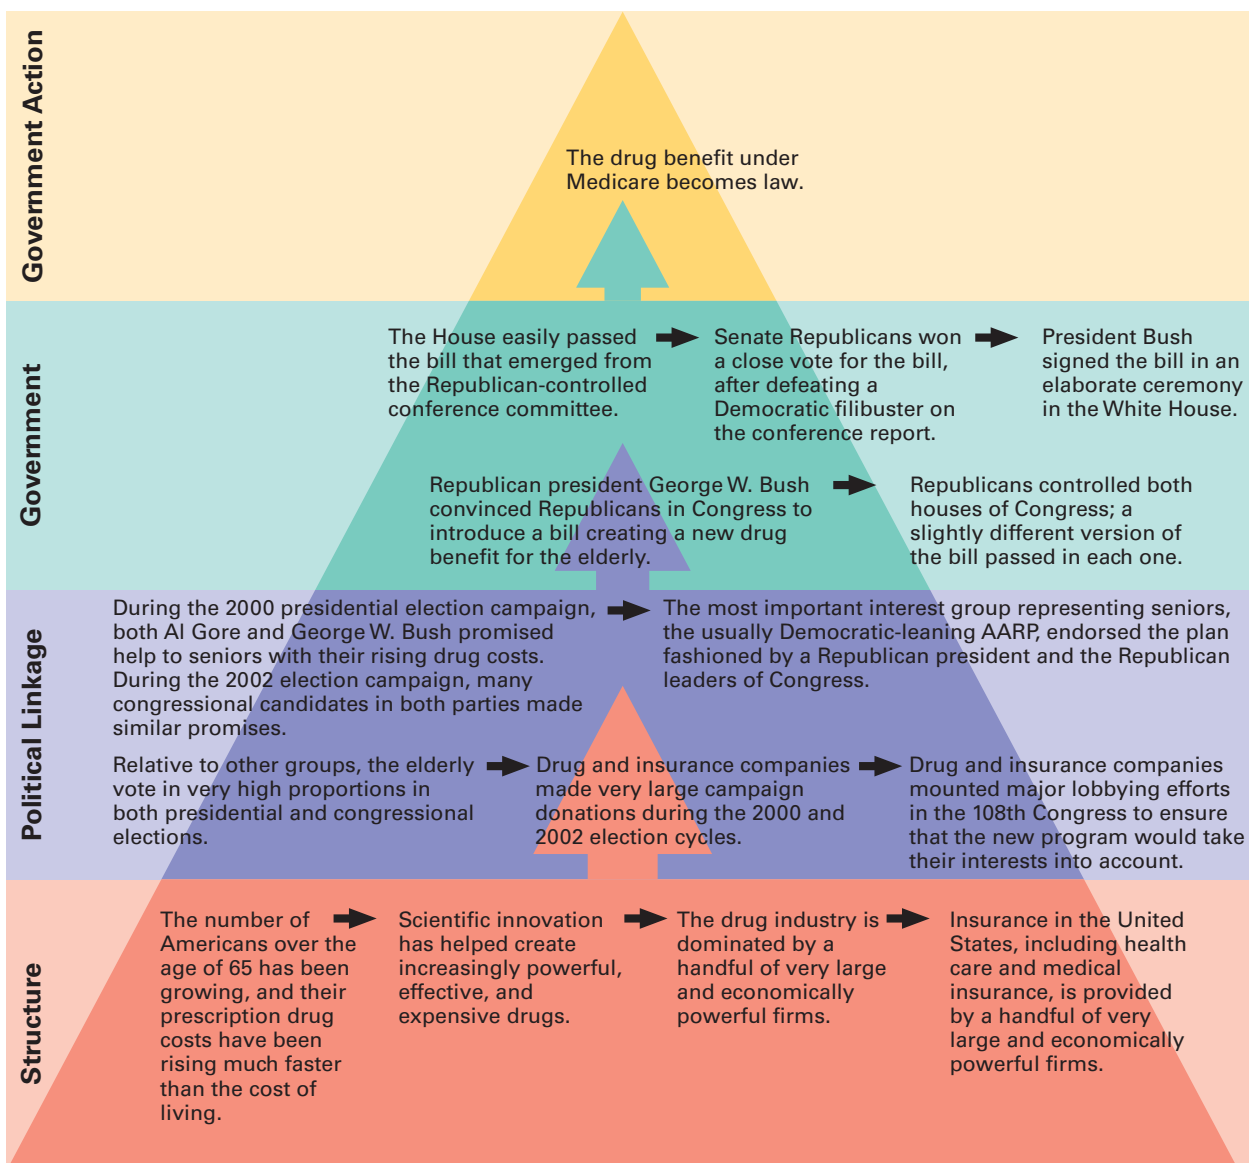 Government Action
The drug benefit under
Medicare becomes law.
Government
The House easily passed
the bill that emerged from
the Republican-controlled
conference committee.
Senate Republicans won
a close vote for the bill,
after defeating a
Democratic filibuster on
the conference report.
President Bush
signed the bill in an
elaborate ceremony
in the White House.
Republican president George W. Bush
convinced Republicans in Congress to
introduce a bill creating a new drug
benefit for the elderly.
Republicans controlled both
houses of Congress; a
slightly different version of
the bill passed in each one.
Political Linkage
During the 2000 presidential election campaign,
both Al Gore and George W. Bush promised
help to seniors with their rising drug costs.
During the 2002 election campaign, many
congressional candidates in both parties made
similar promises.
The most important interest group representing seniors,
the usually Democratic-leaning AARP, endorsed the plan
fashioned by a Republican president and the Republican
leaders of Congress.
Relative to other groups, the elderly
vote in very high proportions in
both presidential and congressional
elections.
Drug and insurance companies
made very large campaign
donations during the 2000 and
2002 election cycles.
Drug and insurance companies
mounted major lobbying efforts
in the 108th Congress to ensure
that the new program would take
their interests into account.
Structure
The number of
Americans over the
age of 65 has been
growing, and their
prescription drug
costs have been
rising much faster
than the cost of
living.
Scientific innovation
has helped create
increasingly powerful,
effective, and
expensive drugs.
The drug industry is
dominated by a
handful of very large
and economically
powerful firms.
Insurance in the United
States, including health
care and medical
insurance, is provided
by a handful of very
large and economically
powerful firms.